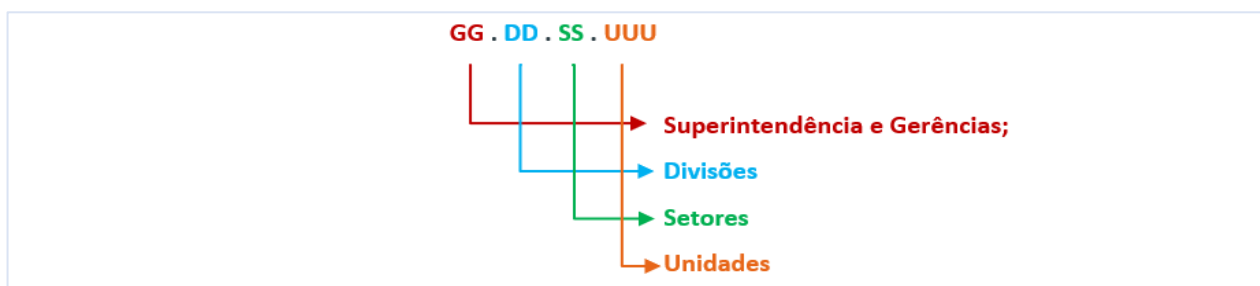 GG . DD . SS . UUU
Superintendência e Gerências;
Divisões
Setores
Unidades